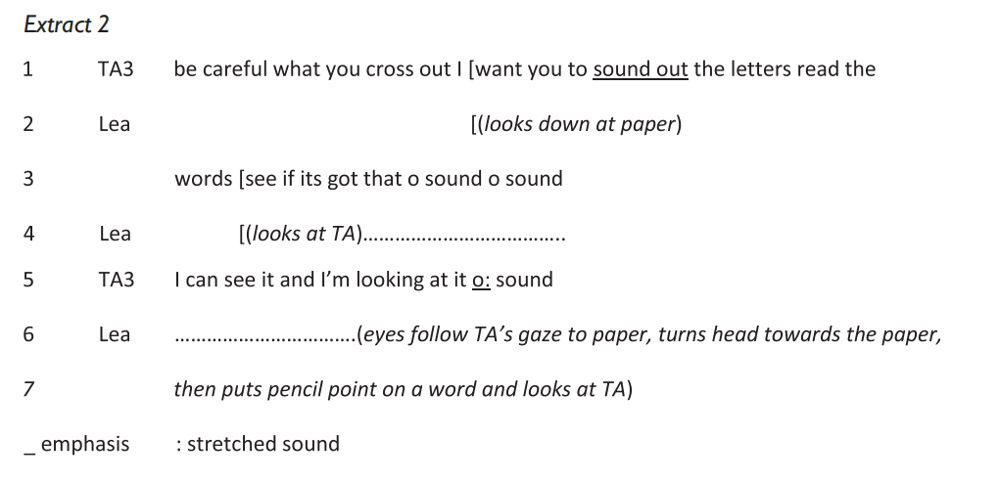 Extract 2
1 TA3 be careful what you cross out I [want you to sound out the letters read the
2 Lea [(looks down at paper)
3 words [see if its got that o sound o sound
4 Lea [(looks at TA)…………………………………..
5 TA3 I can see it and I’m looking at it o: sound
6 Lea …………………………….(eyes follow TA’s gaze to paper, turns head towards the paper,
7 then puts pencil point on a word and looks at TA)
_ emphasis : stretched sound